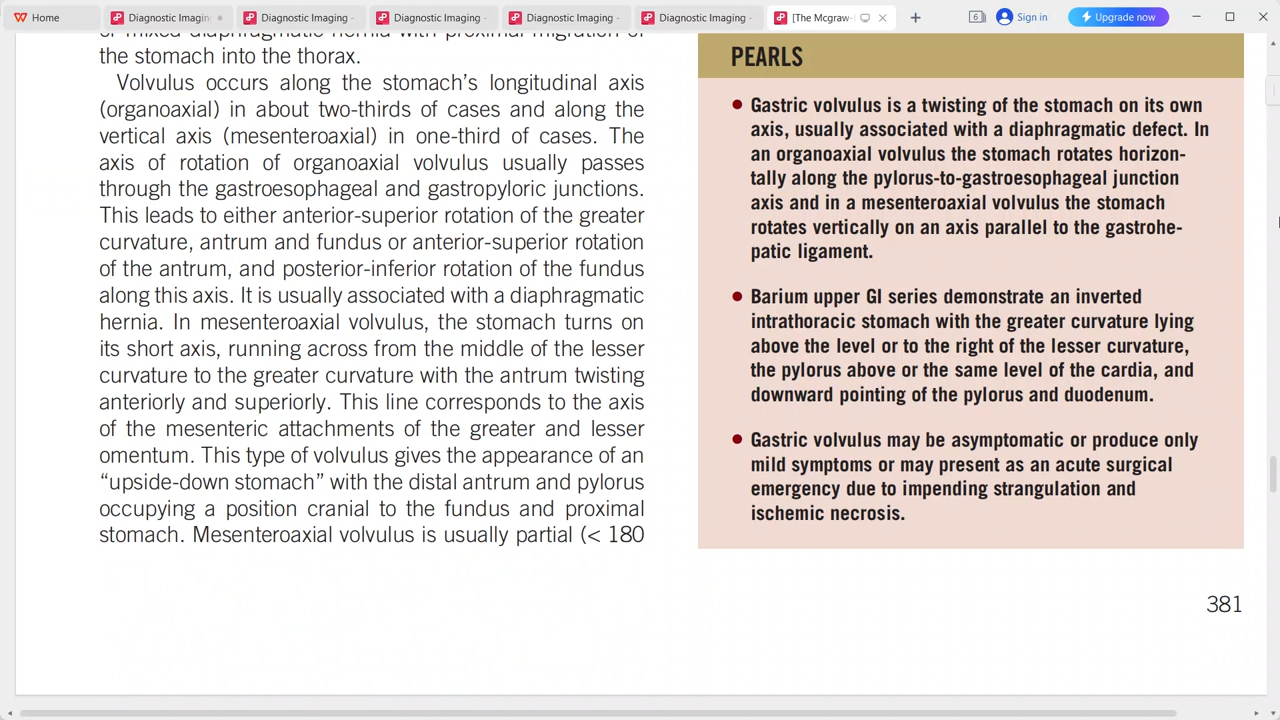 Home
Diagnostic Imagin
Diagnostic Imaging -
Diagnostic Imaging -
Diagnostic Imaging -
Diagnostic Imaging -
[The Mcgraw-
6
Sign in
Upgrade now
or mixed diaphragmatic hernia with proximal migration of
the stomach into the thorax.
Volvulus occurs along the stomach's longitudinal axis
(organoaxial) in about two-thirds of cases and along the
vertical axis (mesenteroaxial) in one-third of cases. The
axis of rotation of organoaxial volvulus usually passes
through the gastroesophageal and gastropyloric junctions.
This leads to either anterior-superior rotation of the greater
curvature, antrum and fundus or anterior-superior rotation
of the antrum, and posterior-inferior rotation of the fundus
along this axis. It is usually associated with a diaphragmatic
hernia. In mesenteroaxial volvulus, the stomach turns on
its short axis, running across from the middle of the lesser
curvature to the greater curvature with the antrum twisting
anteriorly and superiorly. This line corresponds to the axis
of the mesenteric attachments of the greater and lesser
omentum. This type of volvulus gives the appearance of an
“upside-down stomach” with the distal antrum and pylorus
occupying a position cranial to the fundus and proximal
stomach. Mesenteroaxial volvulus is usually partial (< 180
PEARLS
• Gastric volvulus is a twisting of the stomach on its own
axis, usually associated with a diaphragmatic defect. In
an organoaxial volvulus the stomach rotates horizon-
tally along the pylorus-to-gastroesophageal junction
axis and in a mesenteroaxial volvulus the stomach
rotates vertically on an axis parallel to the gastrohe-
patic ligament.
• Barium upper GI series demonstrate an inverted
intrathoracic stomach with the greater curvature lying
above the level or to the right of the lesser curvature,
the pylorus above or the same level of the cardia, and
downward pointing of the pylorus and duodenum.
• Gastric volvulus may be asymptomatic or produce only
mild symptoms or may present as an acute surgical
emergency due to impending strangulation and
ischemic necrosis.
381